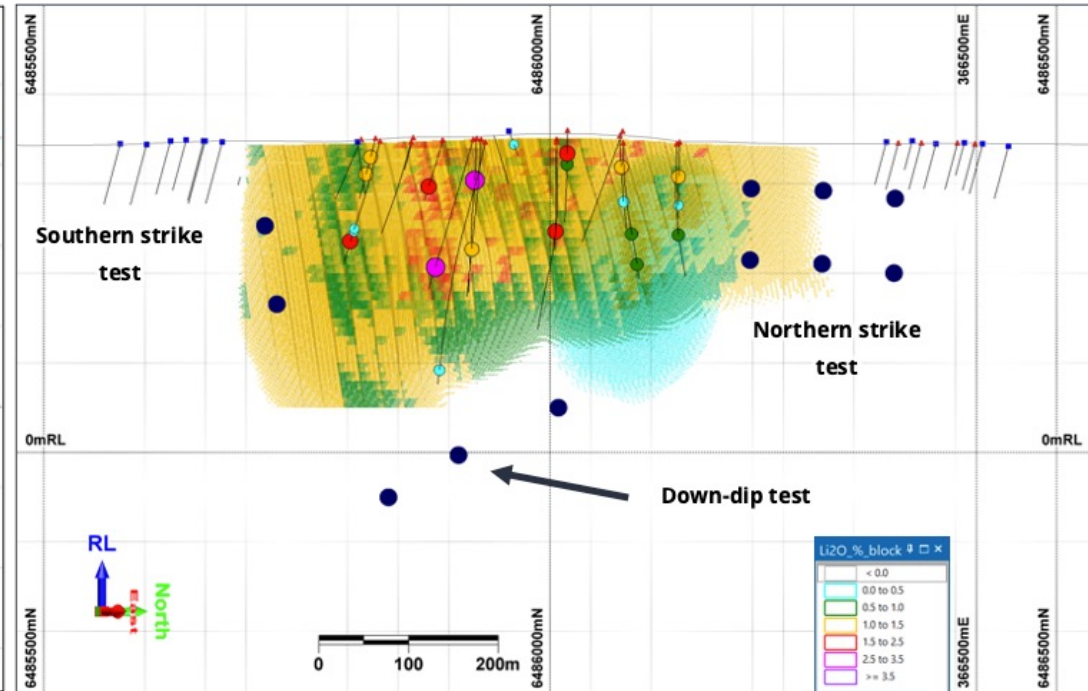 6485500mN
6486000mN
366500mE
6486500mN
Southern strike
test
Northern strike
test
0mRL
0mRL
Down-dip test
RL
East
North
0 100 200m
Li2O_%_block
< 0.0
0.0 to 0.5
0.5 to 1.0
1.0 to 1.5
1.5 to 2.5
2.5 to 3.5
>= 3.5
6485500mN
6486000mN
366500mE
6486500mN